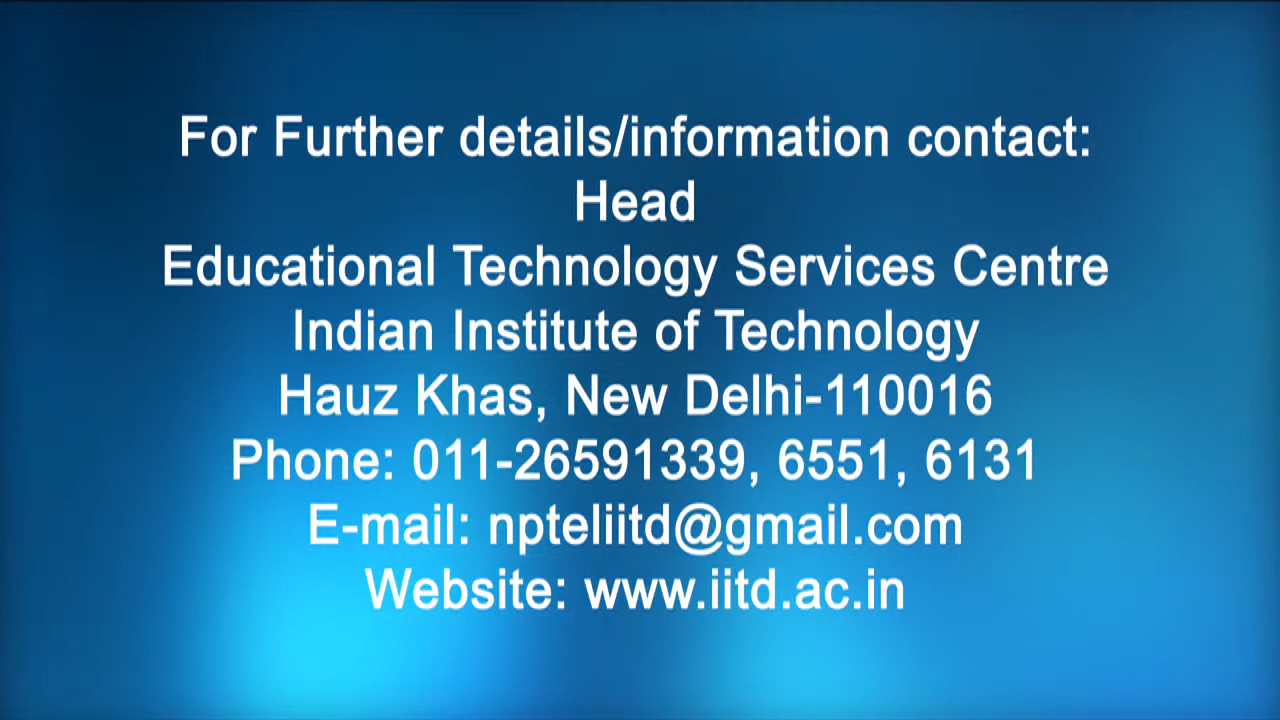 For Further details/information contact:
Head
Educational Technology Services Centre
Indian Institute of Technology
Hauz Khas, New Delhi-110016
Phone: 011-26591339, 6551, 6131
E-mail: npteliitd@gmail.com
Website: www.iitd.ac.in